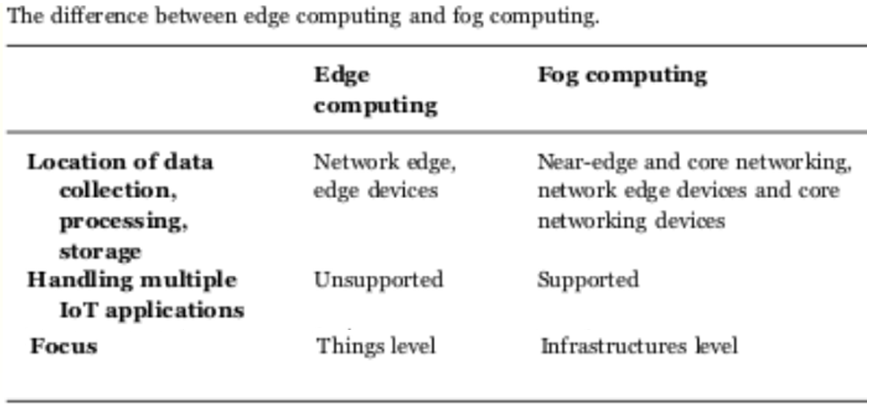 The difference between edge computing and fog computing.
Edge computing
Fog computing
Location of data collection, processing, storage
Network edge, edge devices
Near-edge and core networking, network edge devices and core networking devices
Handling multiple IoT applications
Unsupported
Supported
Focus
Things level
Infrastructures level